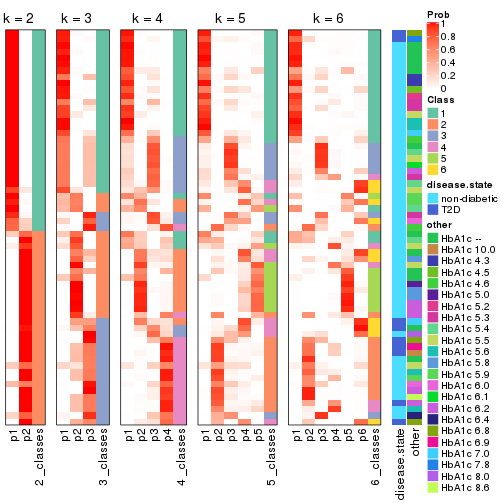 k = 2
k = 3
k = 4
k = 5
k = 6
Prob
1
0.8
0.6
0.4
0.2
0
Class
1
2
3
4
5
6
disease.state
non-diabetic
T2D
other
HbA1c --
HbA1c 10.0
HbA1c 4.3
HbA1c 4.5
HbA1c 4.6
HbA1c 5.0
HbA1c 5.2
HbA1c 5.3
HbA1c 5.4
HbA1c 5.5
HbA1c 5.6
HbA1c 5.8
HbA1c 5.9
HbA1c 6.0
HbA1c 6.1
HbA1c 6.2
HbA1c 6.4
HbA1c 6.8
HbA1c 6.9
HbA1c 7.0
HbA1c 7.8
HbA1c 8.0
HbA1c 8.6
p1
p2
2_classes
p1
p2
p3
3_classes
p1
p2
p3
p4
4_classes
p1
p2
p3
p4
p5
5_classes
p1
p2
p3
p4
p5
p6
6_classes
disease.state
other